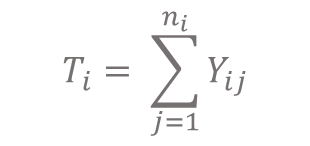 $T_i = \sum_{j=1}^{n_i} Y_{ij}$